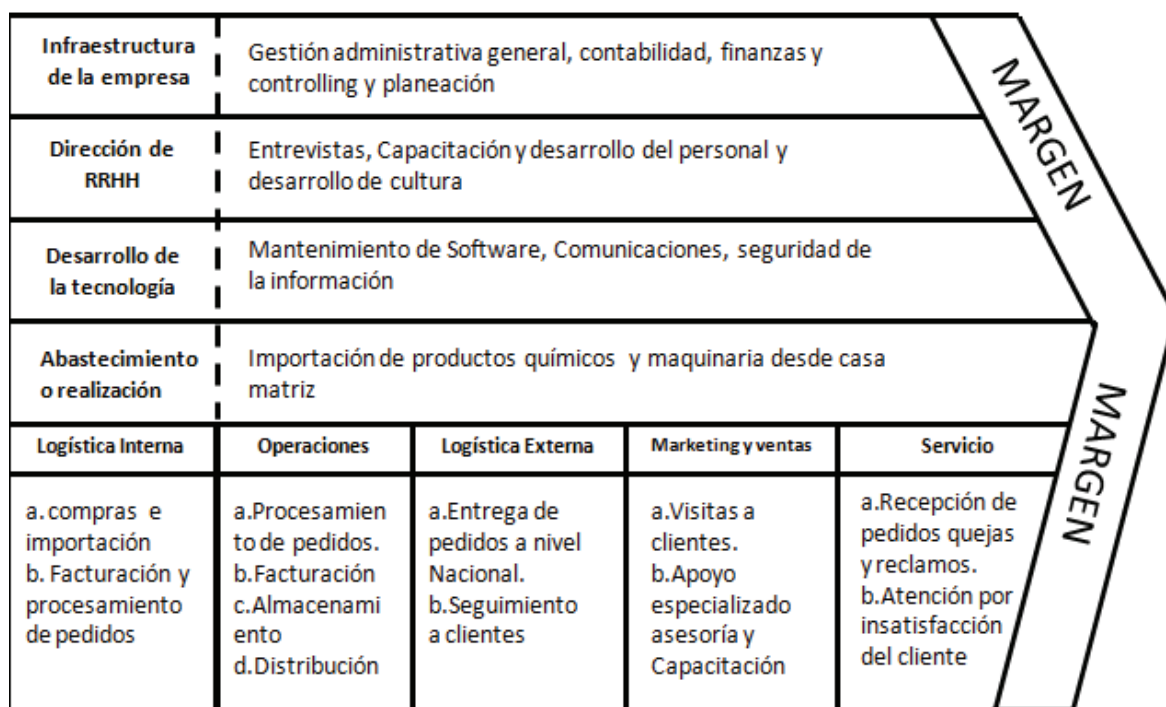 Infraestructura
de la empresa
Gestión administrativa general, contabilidad, finanzas y
controlling y planeación
Dirección de
RRHH
Entrevistas, Capacitación y desarrollo del personal y
desarrollo de cultura
Desarrollo de
la tecnología
Mantenimiento de Software, Comunicaciones, seguridad de
la información
Abastecimiento
o realización
Importación de productos químicos y maquinaria desde casa
matriz
MARGEN
MARGEN
Logística Interna
a. compras e
importación
b. Facturación y
procesamiento
de pedidos
Operaciones
a.Procesamien
to de pedidos.
b.Facturación
c.Almacenami
ento
d.Distribución
Logística Externa
a.Entrega de
pedidos a nivel
Nacional.
b.Seguimiento
a clientes
Marketing y ventas
a.Visitas a
clientes.
b.Apoyo
especializado
asesoría y
Capacitación
Servicio
a.Recepción de
pedidos quejas
y reclamos.
b.Atención por
insatisfacción
del cliente